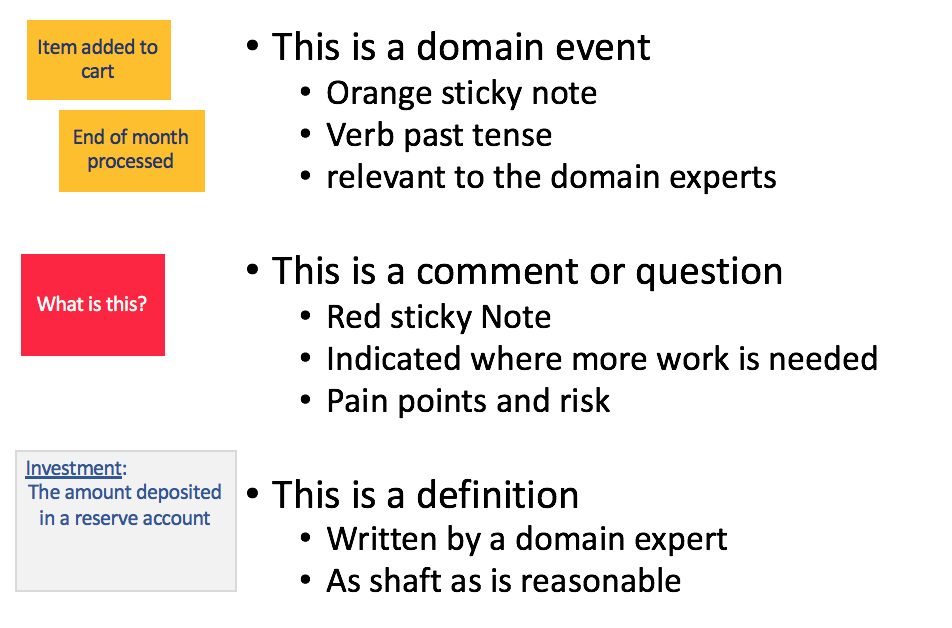 Item added to
cart
End of month
processed
• This is a domain event
• Orange sticky note
• Verb past tense
• relevant to the domain experts
What is this?
• This is a comment or question
• Red sticky Note
• Indicated where more work is needed
• Pain points and risk
Investment:
The amount deposited
in a reserve account
• This is a definition
• Written by a domain expert
• As shaft as is reasonable